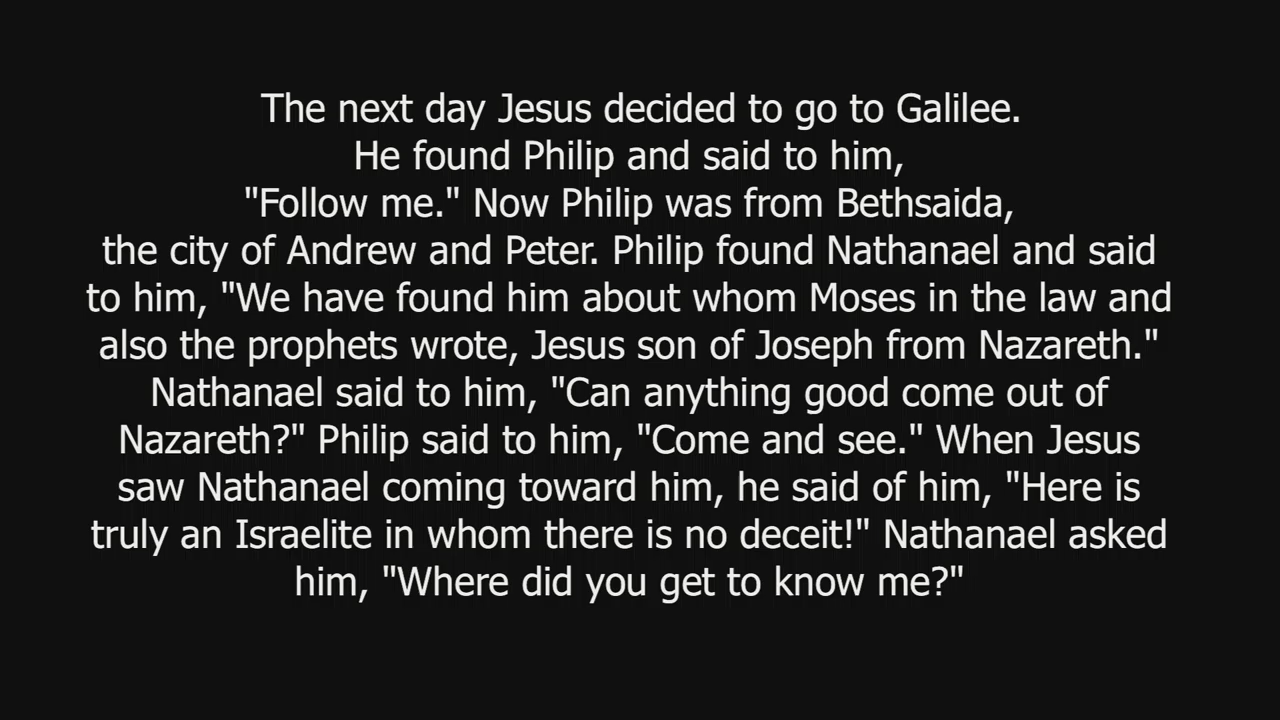 The next day Jesus decided to go to Galilee.
He found Philip and said to him,
"Follow me." Now Philip was from Bethsaida,
the city of Andrew and Peter. Philip found Nathanael and said
to him, "We have found him about whom Moses in the law and
also the prophets wrote, Jesus son of Joseph from Nazareth."
Nathanael said to him, "Can anything good come out of
Nazareth?" Philip said to him, "Come and see." When Jesus
saw Nathanael coming toward him, he said of him, "Here is
truly an Israelite in whom there is no deceit!" Nathanael asked
him, "Where did you get to know me?"